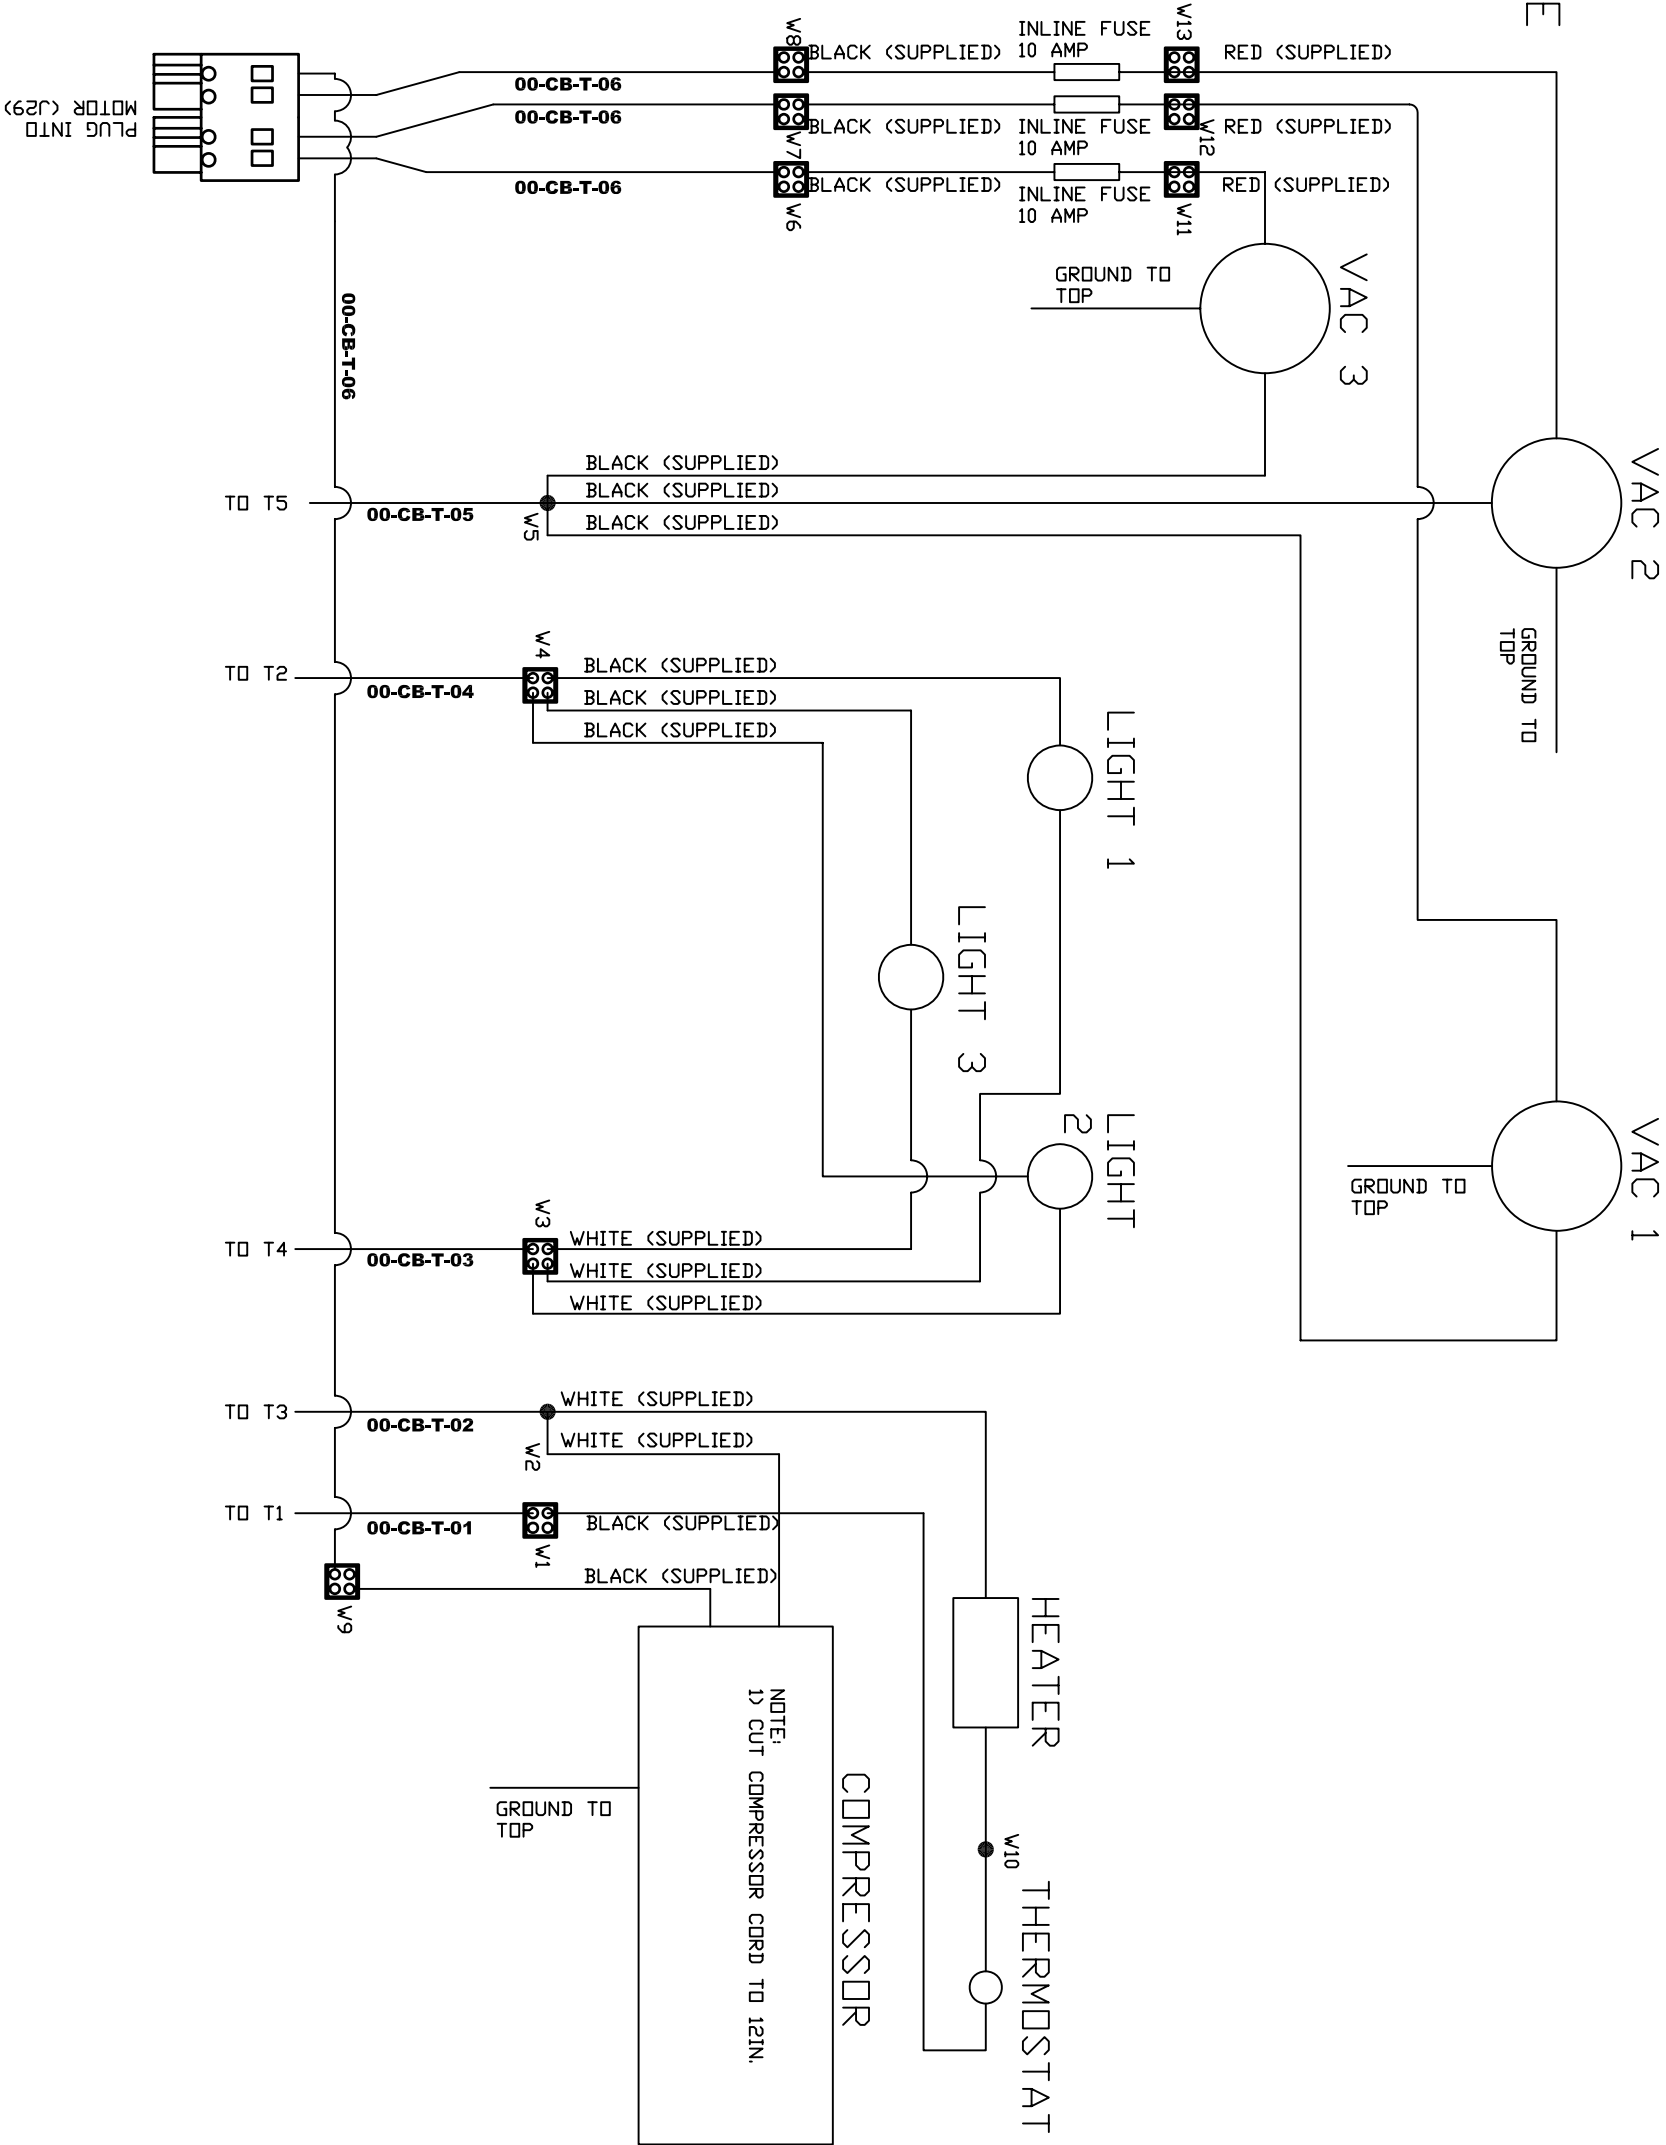 E
W8
BLACK (SUPPLIED)
INLINE FUSE
10 AMP
W13
RED (SUPPLIED)
00-CB-T-06
PLUG INTO
MOTOR (J29)
00-CB-T-06
W7
BLACK (SUPPLIED)
INLINE FUSE
10 AMP
W12
RED (SUPPLIED)
00-CB-T-06
W6
BLACK (SUPPLIED)
INLINE FUSE
10 AMP
W11
RED (SUPPLIED)
VAC 3
GROUND TO
TOP
00-CB-T-06
VAC 2
GROUND TO
TOP
BLACK (SUPPLIED)
BLACK (SUPPLIED)
BLACK (SUPPLIED)
TO T5
00-CB-T-05
W5
W4
TO T2
00-CB-T-04
BLACK (SUPPLIED)
BLACK (SUPPLIED)
BLACK (SUPPLIED)
LIGHT 1
LIGHT 3
LIGHT
2
VAC 1
GROUND TO
TOP
W3
TO T4
00-CB-T-03
WHITE (SUPPLIED)
WHITE (SUPPLIED)
WHITE (SUPPLIED)
TO T3
00-CB-T-02
WHITE (SUPPLIED)
WHITE (SUPPLIED)
W2
TO T1
00-CB-T-01
BLACK (SUPPLIED)
W1
BLACK (SUPPLIED)
W9
HEATER
NOTE:
1) CUT COMPRESSOR CORD TO 12IN.
COMPRESSOR
GROUND TO
TOP
W10
THERMOSTAT